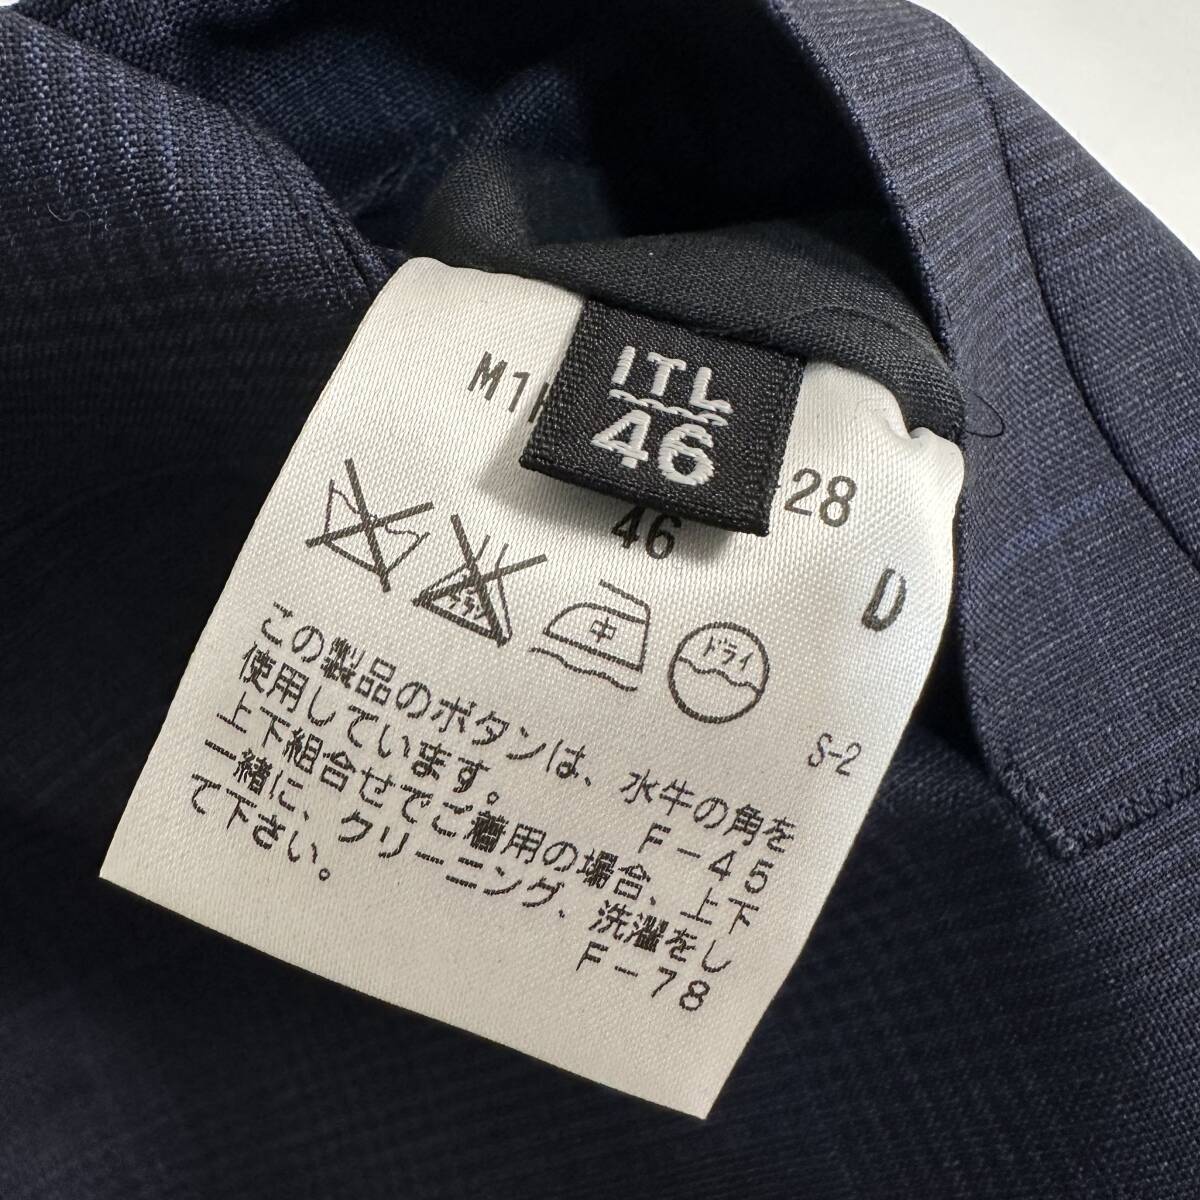 ITL
46
-28
46
D
中
ドライ
S-2
この製品のボタンは、水牛の角を
使用しています。
F-45
上下組合せでご着用の場合、上下
一緒に、クリーニング、洗濯をし
て下さい。
F-78